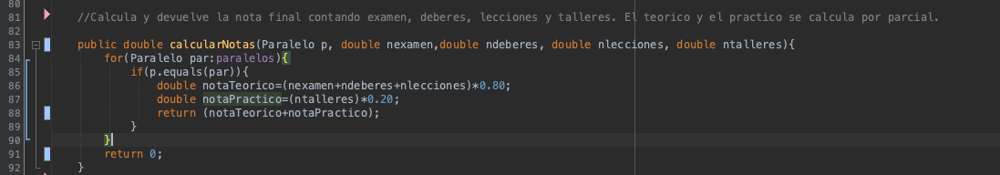 80
81 //Calcula y devuelve la nota final contando examen, deberes, lecciones y talleres. El teorico y el practico se calcula por parcial.
82
83 public double calcularNotas(Paralelo p, double nexamen,double ndeberes, double nlecciones, double ntalleres){
84 for(Paralelo par:paralelos){
85 if(p.equals(par)){
86 double notaTeorico=(nexamen+ndeberes+nlecciones)*0.80;
87 double notaPractico=(ntalleres)*0.20;
88 return (notaTeorico+notaPractico);
89 }
90 }
91 return 0;
92 }